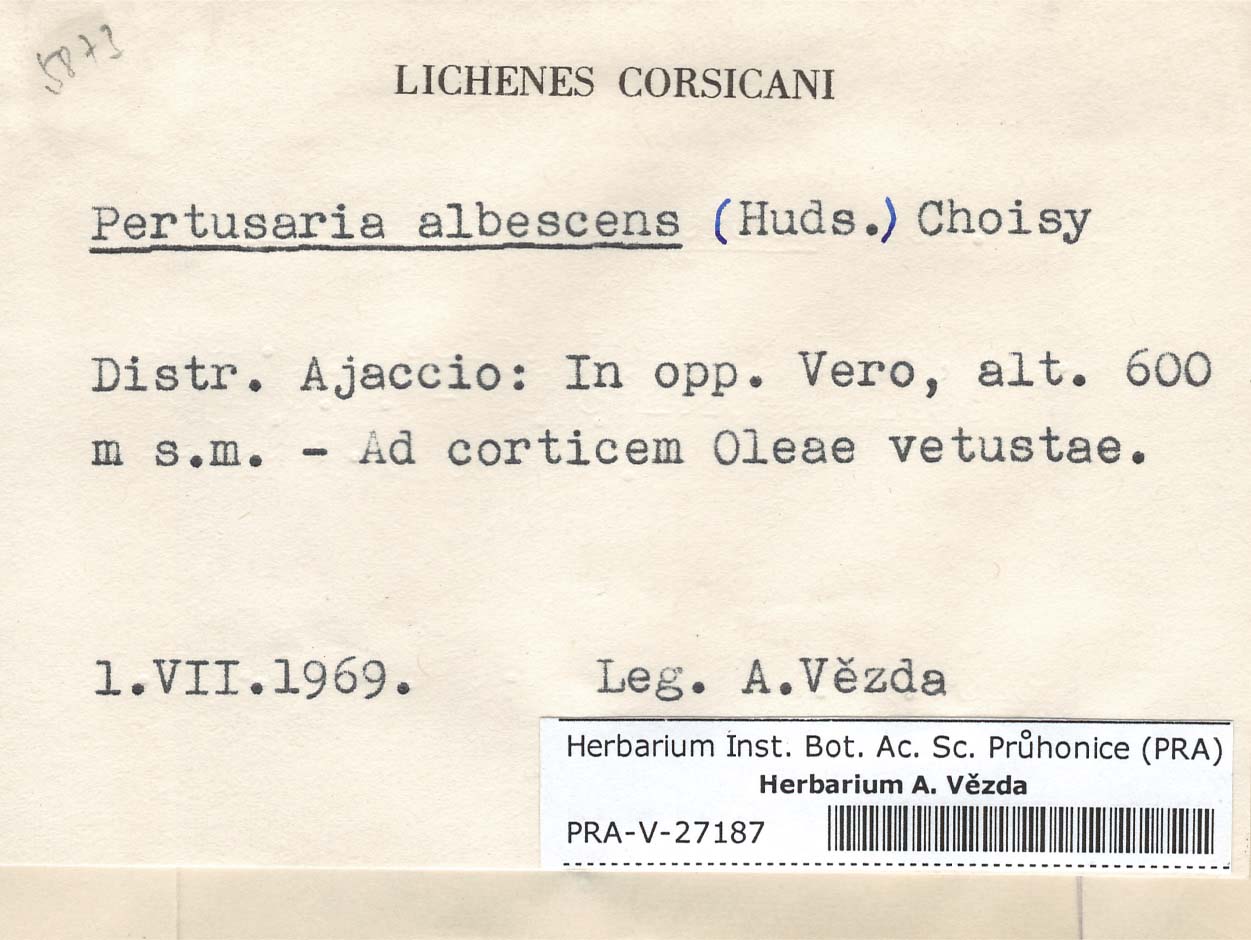 5873
LICHENES CORSICANI
Pertusaria albescens (Huds.) Choisy
Distr. Ajaccio: In opp. Vero, alt. 600
m s.m. - Ad corticem Oleae vetustae.
1.VII.1969. Leg. A.Vězda
Herbarium Inst. Bot. Ac. Sc. Průhonice (PRA)
Herbarium A. Vězda
PRA-V-27187